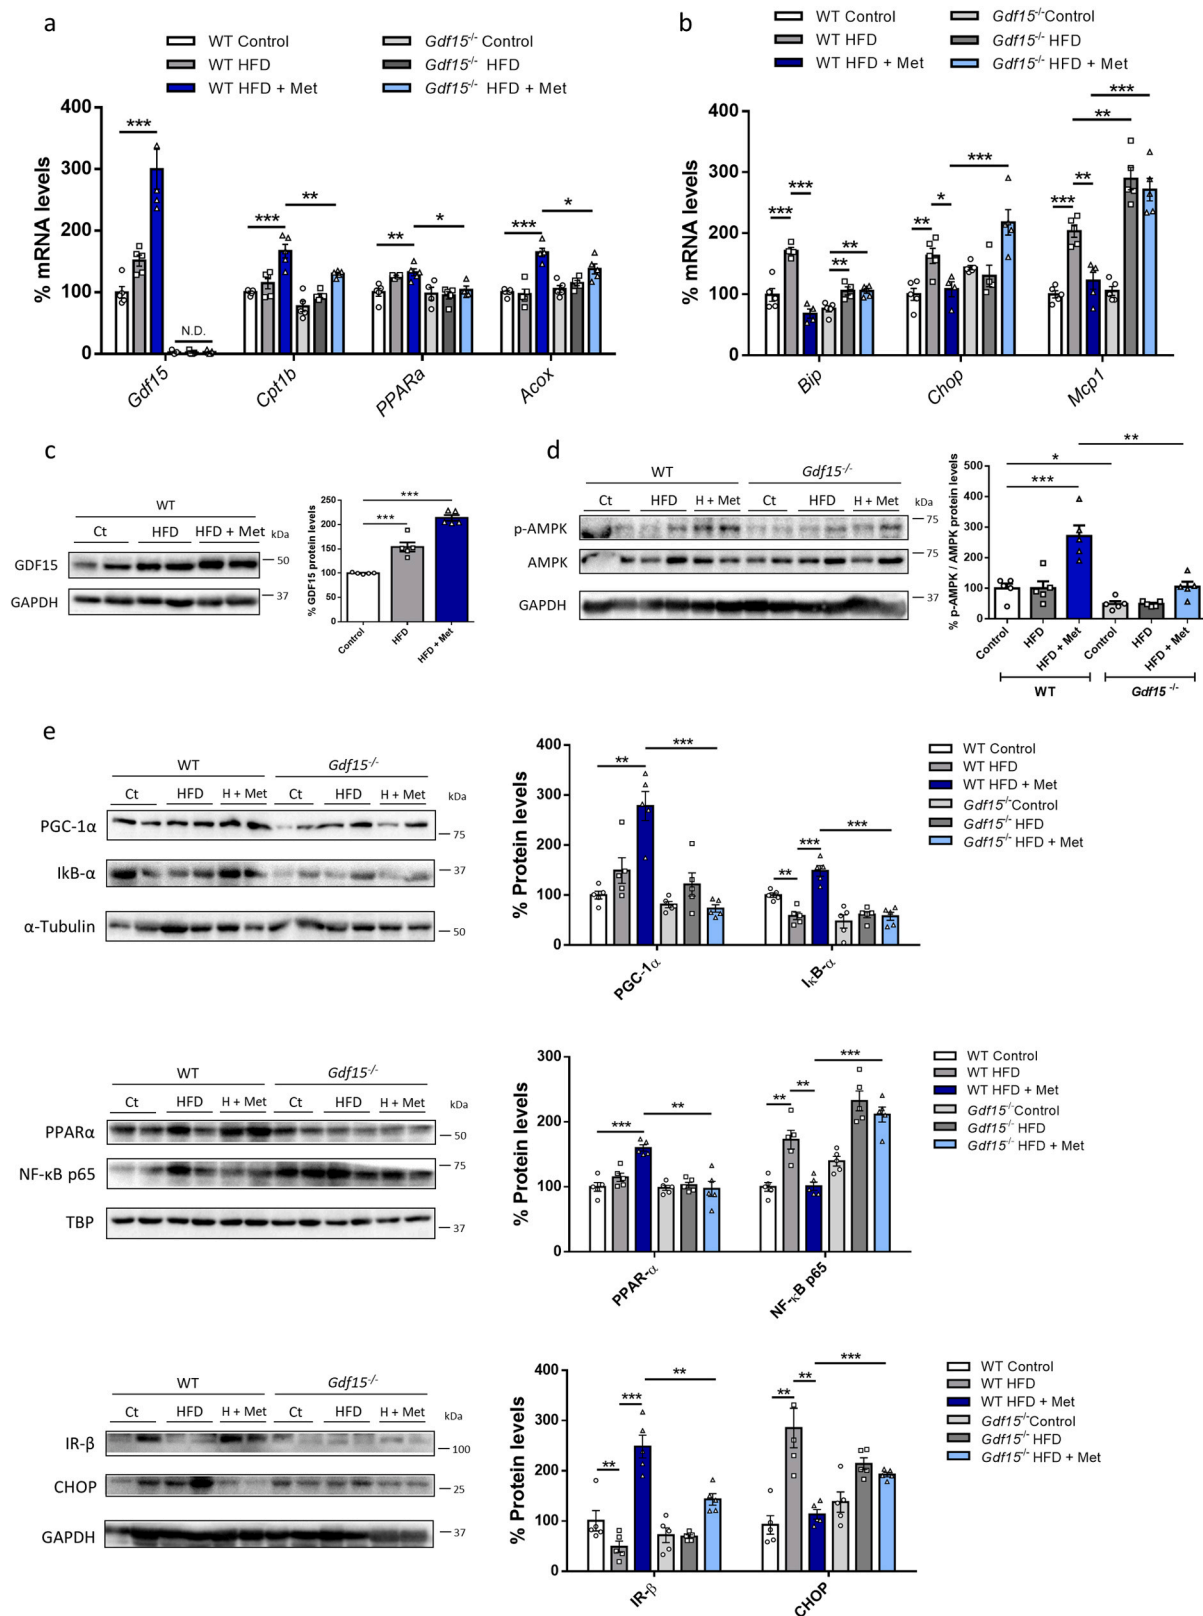 a
WT Control
WT HFD
WT HFD + Met
Gdf15-/- Control
Gdf15-/- HFD
Gdf15-/- HFD + Met
% mRNA levels
400
300
200
100
0
***
N.D.
***
**
**
*
***
*
Gdf15
Cpt1b
PPARa
Acox
b
WT Control
WT HFD
WT HFD + Met
Gdf15-/-Control
Gdf15-/- HFD
Gdf15-/- HFD + Met
% mRNA levels
400
300
200
100
0
***
***
**
**
**
*
***
***
**
**
***
Bip
Chop
Mcp1
c
WT
Ct HFD HFD + Met kDa
GDF15 50
GAPDH 37
% GDF15 protein levels
250
200
150
100
50
0
***
***
Control
HFD
HFD + Met
d
WT Gdf15-/-
Ct HFD H + Met Ct HFD H + Met kDa
p-AMPK 75
AMPK 75
GAPDH 37
% p-AMPK / AMPK protein levels
500
400
300
200
100
0
**
*
***
Control
HFD
HFD + Met
Control
HFD
HFD + Met
WT Gdf15 -/-
e
WT Gdf15-/-
Ct HFD H + Met Ct HFD H + Met kDa
PGC-1α 75
IkB-α 37
α-Tubulin 50
% Protein levels
400
300
200
100
0
**
***
**
***
***
PGC-1α
IκB-α
WT Control
WT HFD
WT HFD + Met
Gdf15-/-Control
Gdf15-/- HFD
Gdf15-/- HFD + Met
WT Gdf15-/-
Ct HFD H + Met Ct HFD H + Met kDa
PPARα 50
NF-κB p65 75
TBP 37
% Protein levels
300
200
100
0
***
**
**
**
***
PPAR-α
NF-κB p65
WT Control
WT HFD
WT HFD + Met
Gdf15-/-Control
Gdf15-/- HFD
Gdf15-/- HFD + Met
WT Gdf15-/-
Ct HFD H + Met Ct HFD H + Met kDa
IR-β 100
CHOP 25
GAPDH 37
% Protein levels
400
300
200
100
0
**
***
**
**
**
***
IR-β
CHOP
WT Control
WT HFD
WT HFD + Met
Gdf15-/-Control
Gdf15-/- HFD
Gdf15-/- HFD + Met